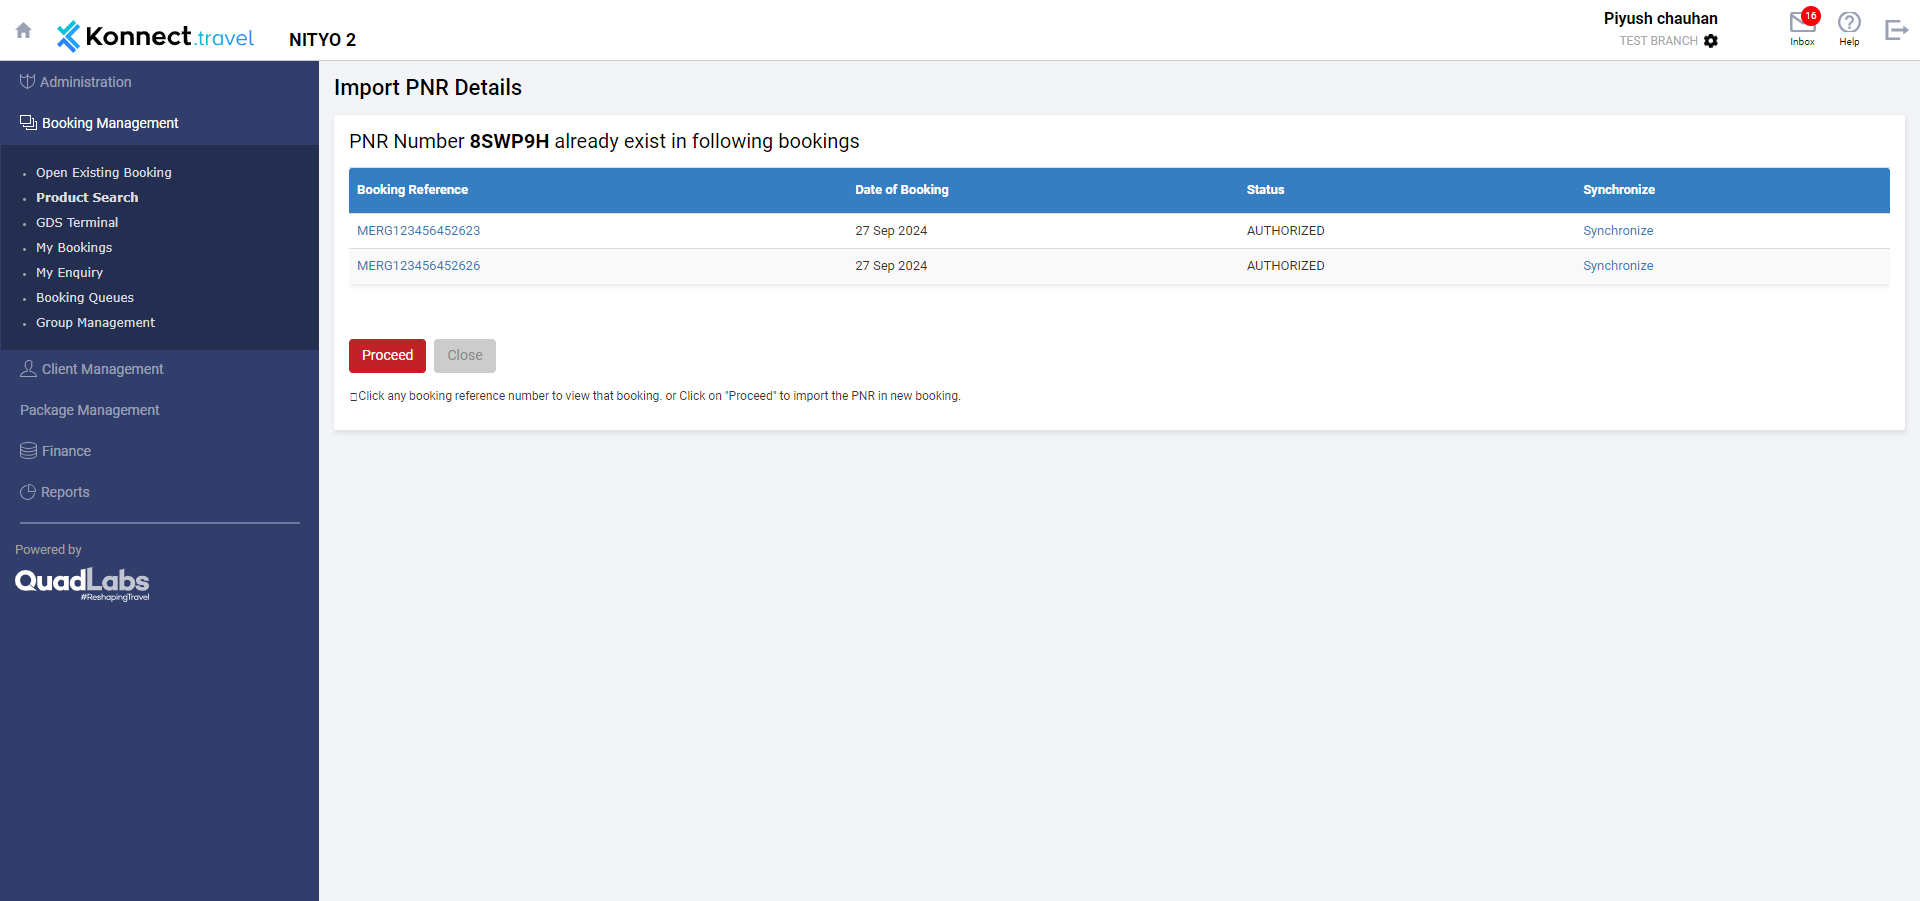 Konnect.travel
NITYO 2
Piyush chauhan
TEST BRANCH
16
Inbox
Help
Administration
Booking Management
Open Existing Booking
Product Search
GDS Terminal
My Bookings
My Enquiry
Booking Queues
Group Management
Client Management
Package Management
Finance
Reports
Powered by
QuadLabs
#ReshapingTravel
Import PNR Details
PNR Number 8SWP9H already exist in following bookings
Booking Reference Date of Booking Status Synchronize
MERG123456452623 27 Sep 2024 AUTHORIZED Synchronize
MERG123456452626 27 Sep 2024 AUTHORIZED Synchronize
Proceed Close
Click any booking reference number to view that booking. or Click on "Proceed" to import the PNR in new booking.